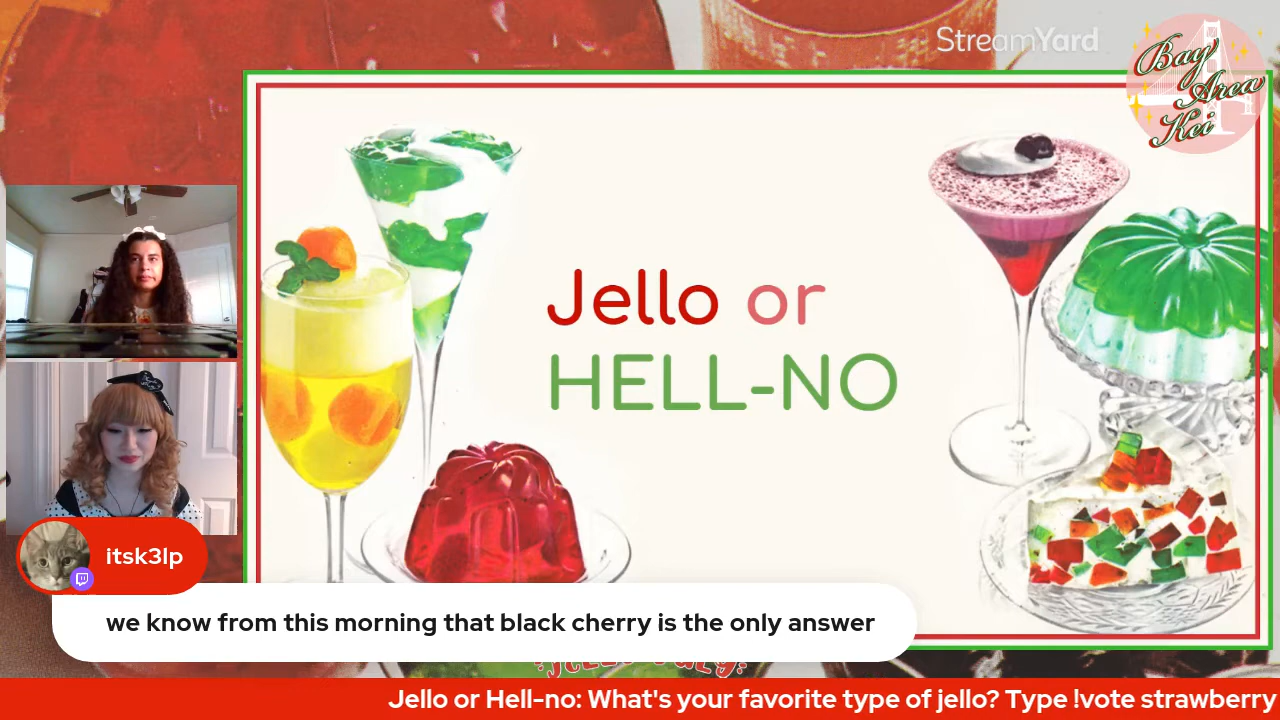 StreamYard
Bay
Area
Kei
Jello or
HELL-NO
itsk3lp
we know from this morning that black cherry is the only answer
Jello or Hell-no: What's your favorite type of jello? Type !vote strawberry